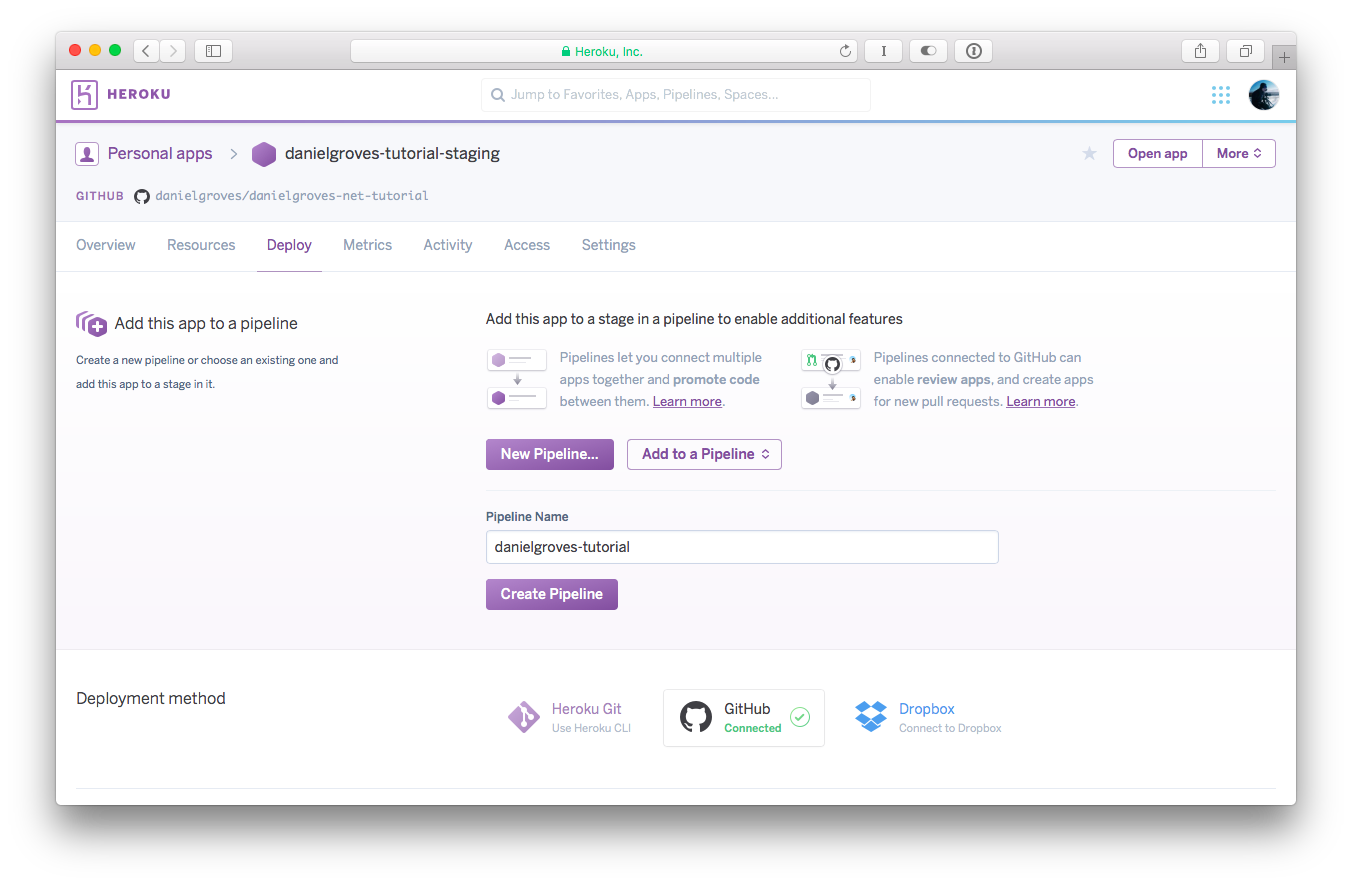 Heroku, Inc.
HEROKU
Jump to Favorites, Apps, Pipelines, Spaces...
Personal apps > danielgroves-tutorial-staging
Open app
More
GITHUB danielgroves/danielgroves-net-tutorial
Overview
Resources
Deploy
Metrics
Activity
Access
Settings
Add this app to a pipeline
Create a new pipeline or choose an existing one and
add this app to a stage in it.
Add this app to a stage in a pipeline to enable additional features
Pipelines let you connect multiple
apps together and promote code
between them. Learn more.
Pipelines connected to GitHub can
enable review apps, and create apps
for new pull requests. Learn more.
New Pipeline...
Add to a Pipeline
Pipeline Name
danielgroves-tutorial
Create Pipeline
Deployment method
Heroku Git
Use Heroku CLI
GitHub
Connected
Dropbox
Connect to Dropbox